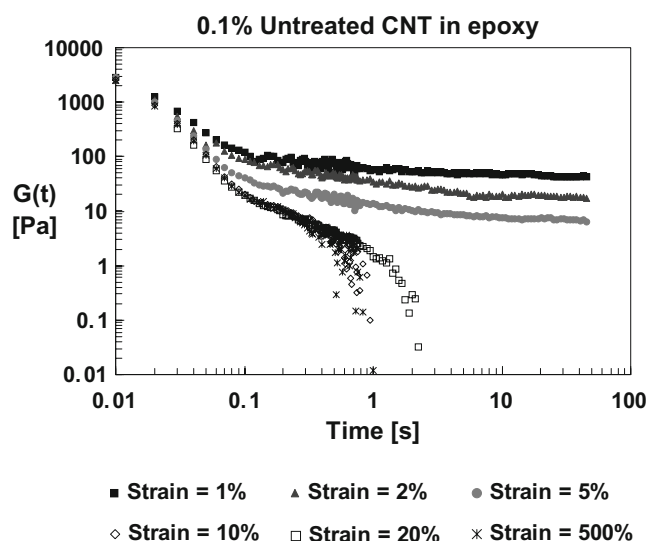 0.1% Untreated CNT in epoxy
10000
1000
100
10
1
0.1
0.01
G(t)
[Pa]
0.01
0.1
1
10
100
Time [s]
Strain = 1%
Strain = 2%
Strain = 5%
Strain = 10%
Strain = 20%
Strain = 500%